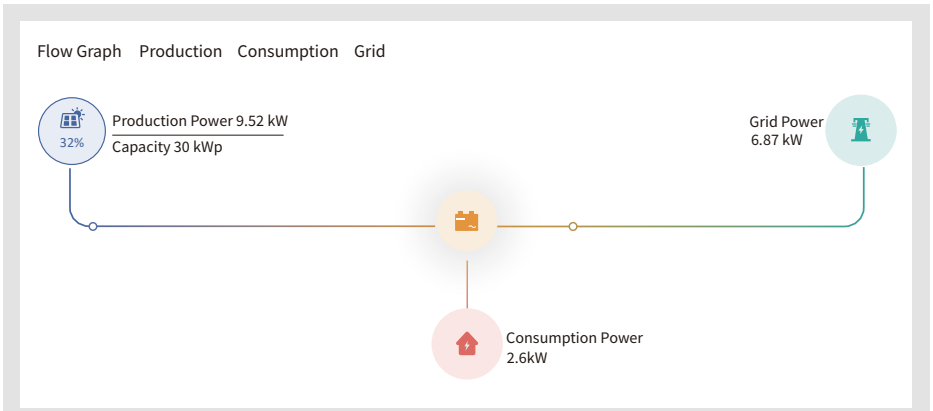 Flow Graph Production Consumption Grid
32%
Production Power 9.52 kW
Capacity 30 kWp
Grid Power
6.87 kW
Consumption Power
2.6kW